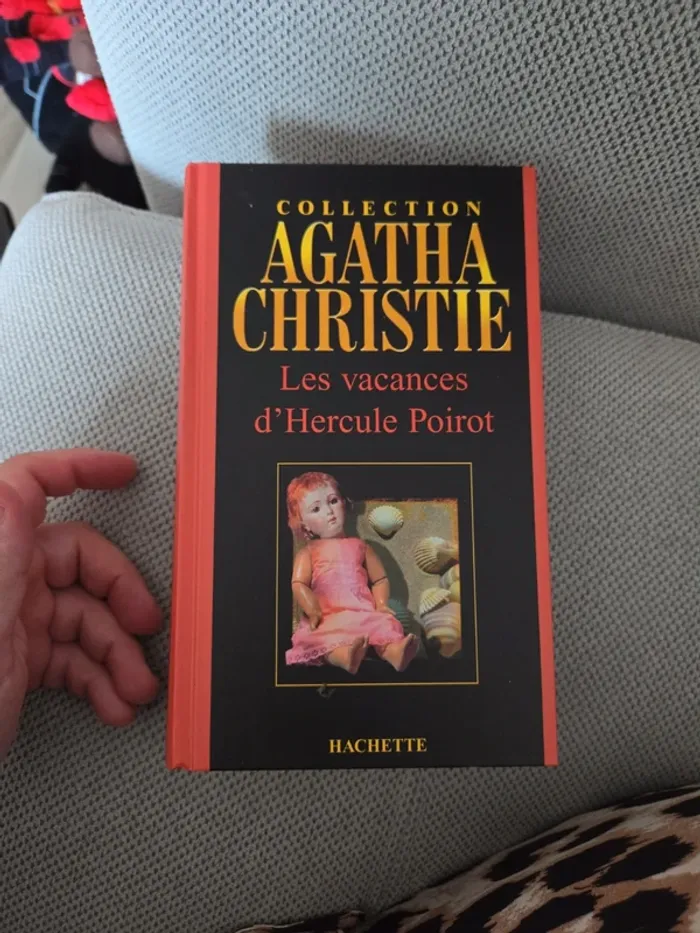 COLLECTION
AGATHA
CHRISTIE
Les vacances
d'Hercule Poirot
HACHETTE